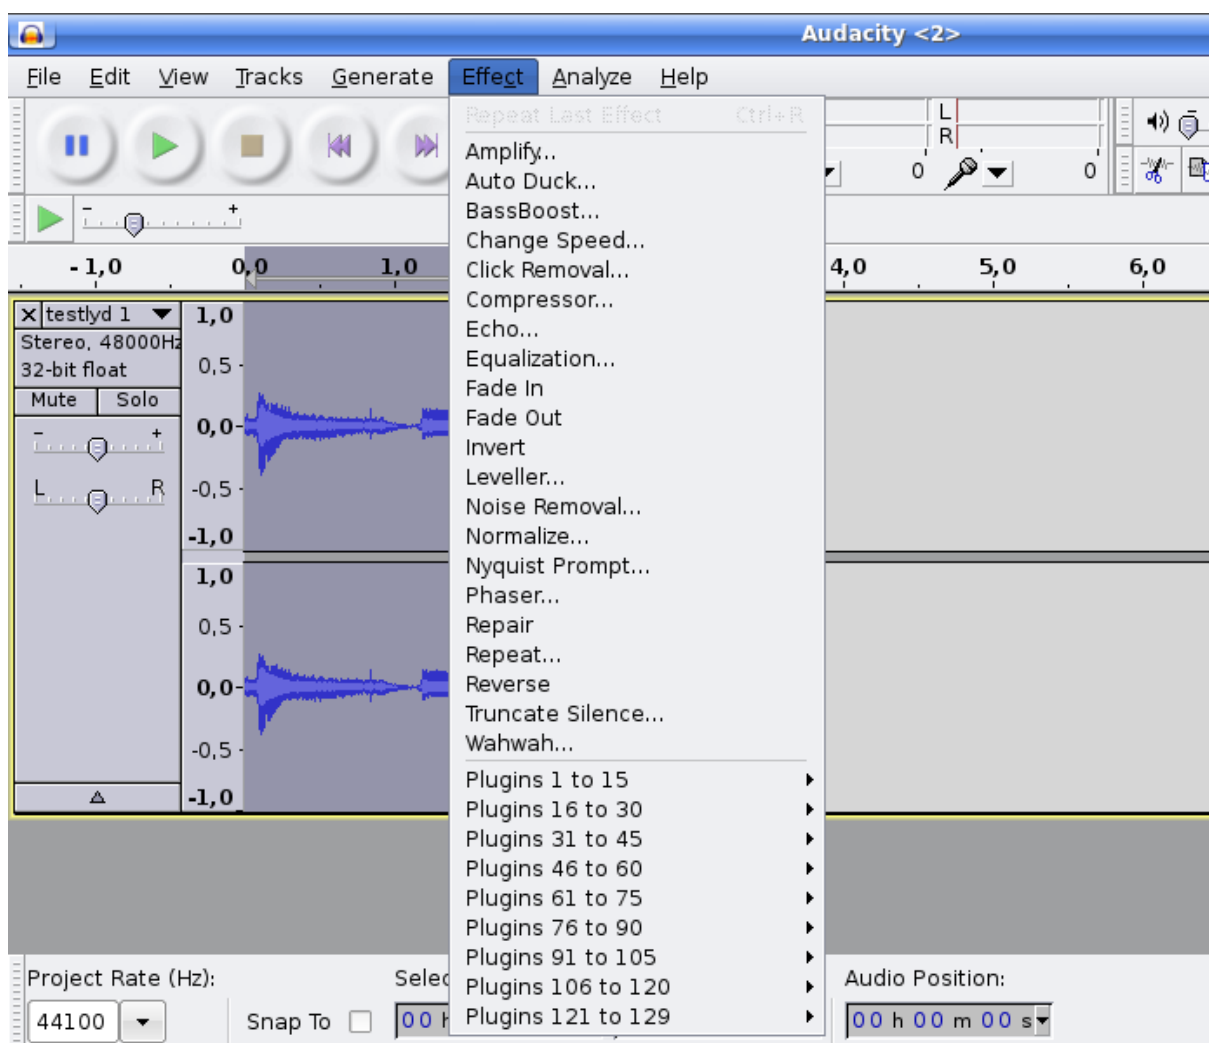 Audacity <2>
File Edit View Tracks Generate Effect Analyze Help
Repeat Last Effect Ctrl+R
Amplify...
Auto Duck...
BassBoost...
Change Speed...
Click Removal...
Compressor...
Echo...
Equalization...
Fade In
Fade Out
Invert
Leveller...
Noise Removal...
Normalize...
Nyquist Prompt...
Phaser...
Repair
Repeat...
Reverse
Truncate Silence...
Wahwah...
Plugins 1 to 15
Plugins 16 to 30
Plugins 31 to 45
Plugins 46 to 60
Plugins 61 to 75
Plugins 76 to 90
Plugins 91 to 105
Plugins 106 to 120
Plugins 121 to 129
L
R
0 0
- +
-1,0 0,0 1,0 4,0 5,0 6,0
testlyd 1
Stereo, 48000Hz
32-bit float
Mute Solo
- +
L R
1,0
0,5
0,0
-0,5
-1,0
1,0
0,5
0,0
-0,5
-1,0
Project Rate (Hz):
44100
Snap To
Audio Position:
00 h 00 m 00 s